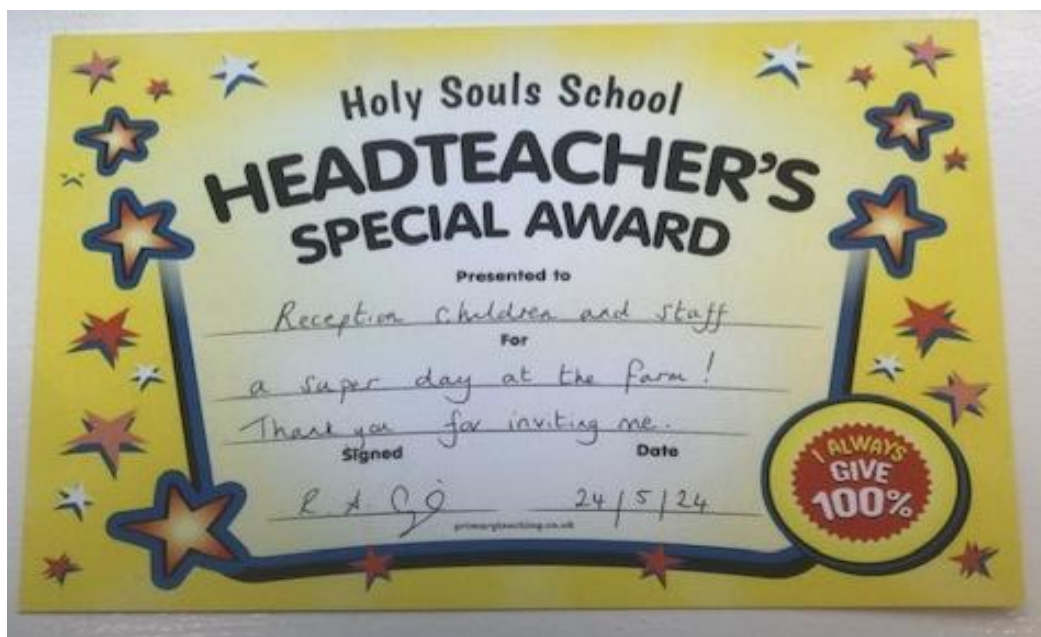 Holy Souls School
HEADTEACHER'S
SPECIAL AWARD
Presented to
Reception children and staff
For
a super day at the farm!
Thank you for inviting me.
Signed Date
R. A. 24/5/24
primaryteaching.co.uk
I ALWAYS
GIVE
100%